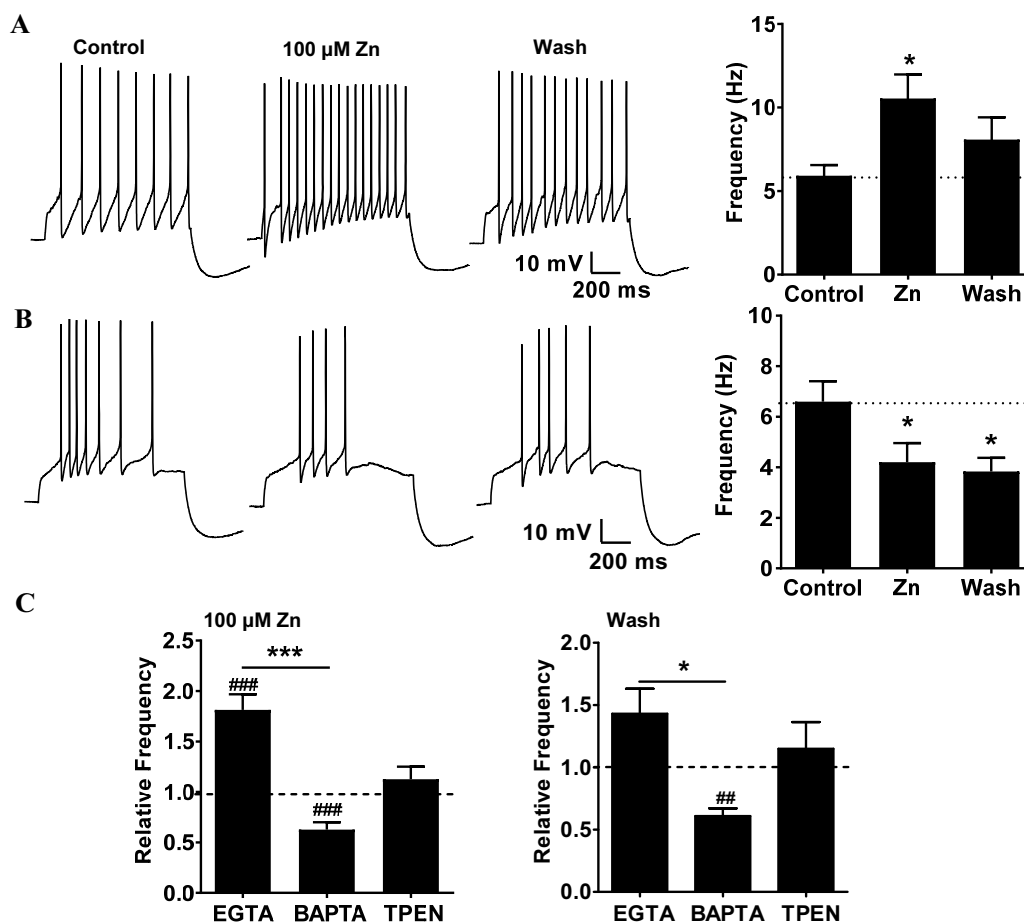 A
Control
100 µM Zn
Wash
10 mV
200 ms
Frequency (Hz)
15
10
5
0
*
Control Zn Wash
B
10 mV
200 ms
Frequency (Hz)
10
8
6
4
2
0
* *
Control Zn Wash
C
100 µM Zn
Relative Frequency
2.5
2.0
1.5
1.0
0.5
0.0
***
###
###
EGTA BAPTA TPEN
Wash
Relative Frequency
2.0
1.5
1.0
0.5
0.0
*
##
EGTA BAPTA TPEN